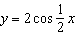 y = 2 cos 1/2 x